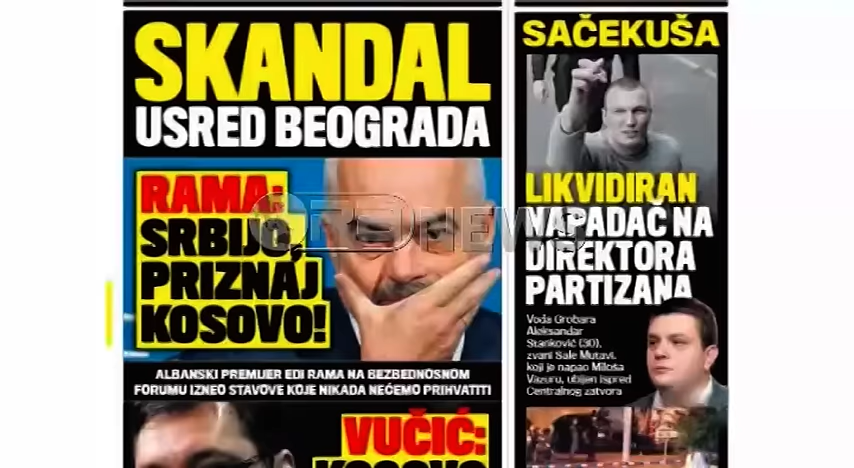 SKANDAL
USRED BEOGRADA
RAMA:
SRBIJO,
PRIZNAJ
KOSOVO!
ALBANSKI PREMIJER EDI RAMA NA BEZBEDNOSNOM
FORUMU IZNEO STAVOVE KOJE NIKADA NEĆEMO PRIHVATITI
VUČIĆ:
KOSOVO
SAČEKUŠA
LIKVIDIRAN
NAPADAČ NA
DIREKTORA
PARTIZANA
Vođa Grobara
Aleksandar
Stanković (30),
zvani Sale Mutavi,
koji je napao Miloša
Vazuru, ubijen ispred
Centralnog zatvora
NEWS